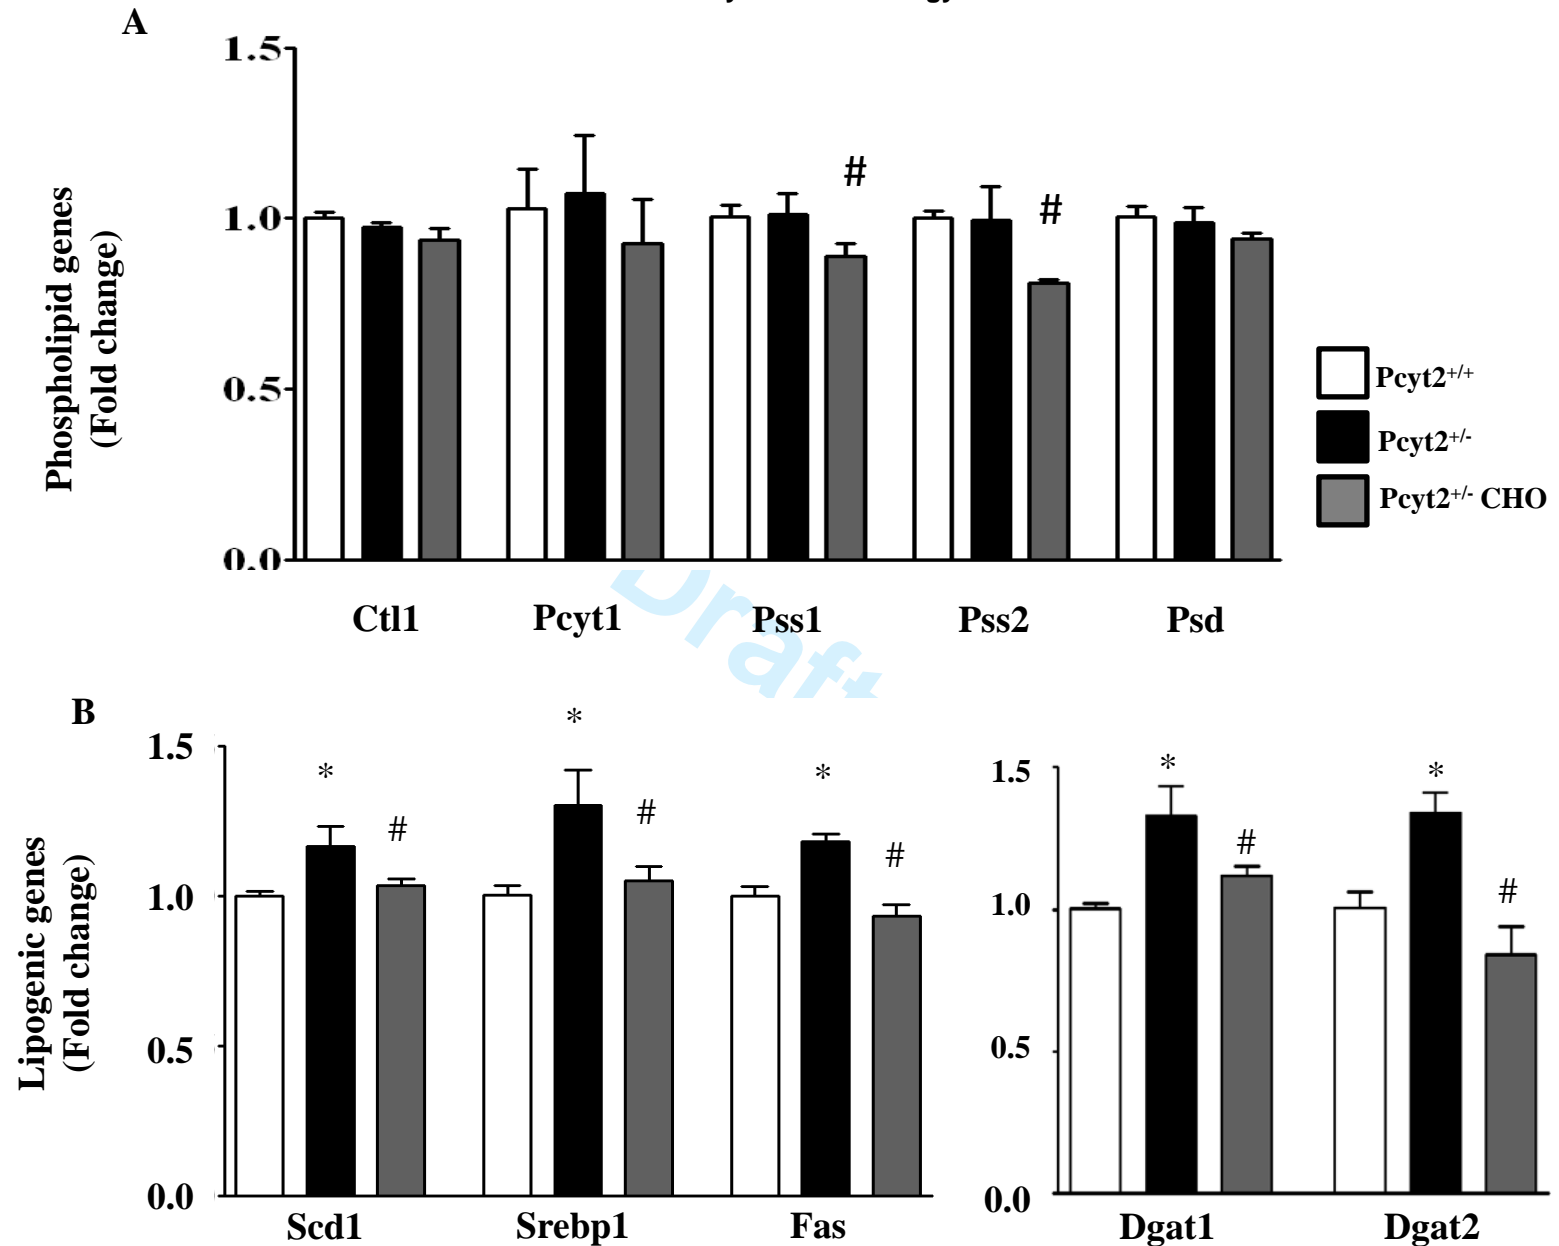 A
1.5
1.0
0.5
0.0
Phospholipid genes
(Fold change)
#
#
Pcyt2+/+
Pcyt2+/-
Pcyt2+/- CHO
Ctl1 Pcyt1 Pss1 Pss2 Psd
Draft
B
1.5
1.0
0.5
0.0
Lipogenic genes
(Fold change)
* # * # * #
Scd1 Srebp1 Fas
1.5
1.0
0.5
0.0
* # * #
Dgat1 Dgat2